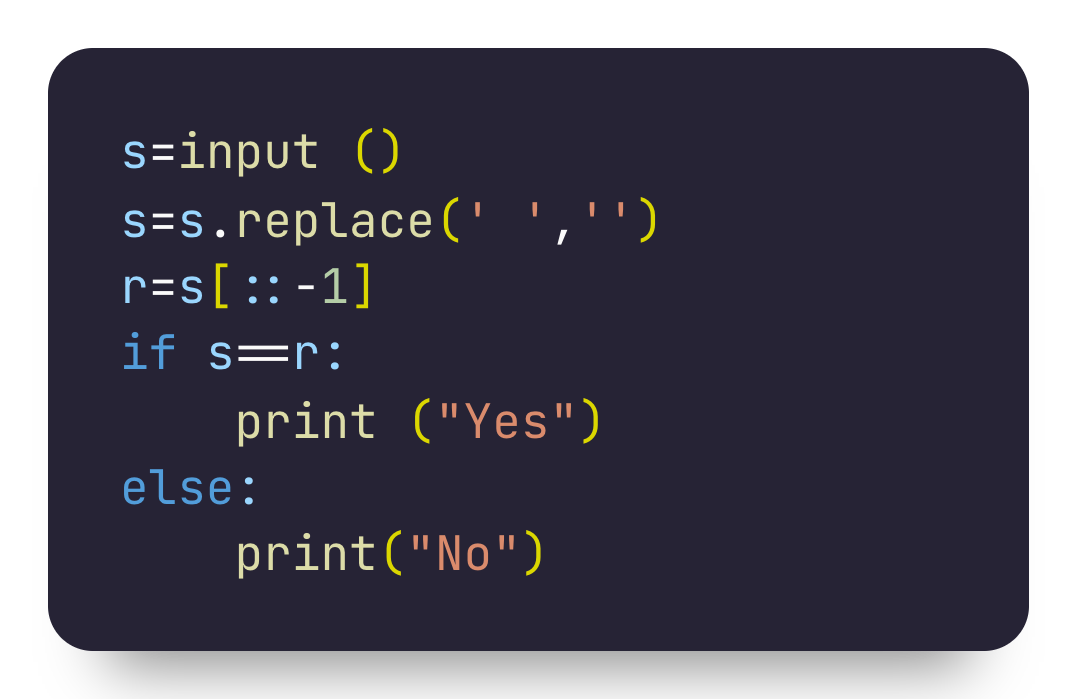 s=input ()
s=s.replace(' ','')
r=s[::-1]
if s==r:
    print ("Yes")
else:
    print("No")